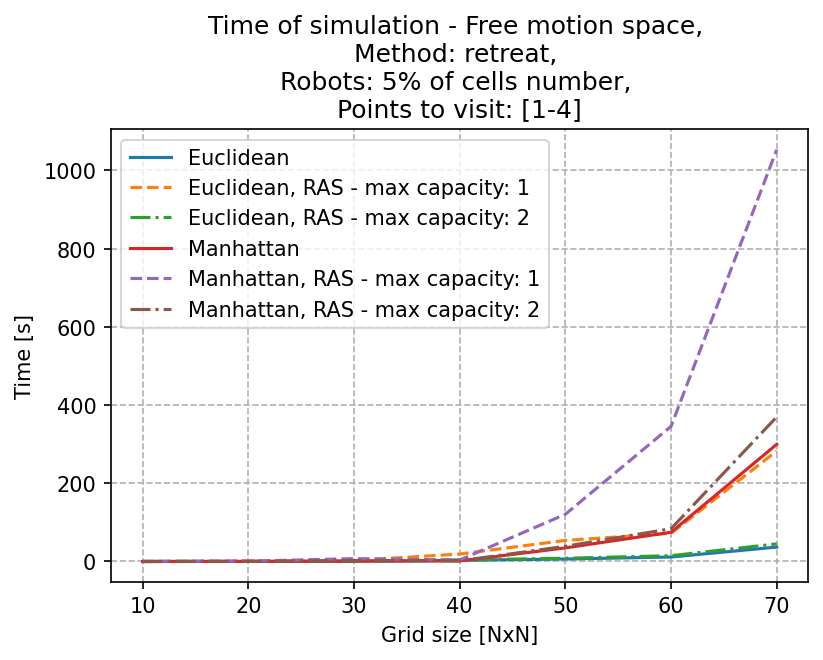 Time of simulation - Free motion space,
Method: retreat,
Robots: 5% of cells number,
Points to visit: [1-4]
Euclidean
Euclidean, RAS - max capacity: 1
Euclidean, RAS - max capacity: 2
Manhattan
Manhattan, RAS - max capacity: 1
Manhattan, RAS - max capacity: 2
Time [s]
1000
800
600
400
200
0
10 20 30 40 50 60 70
Grid size [NxN]